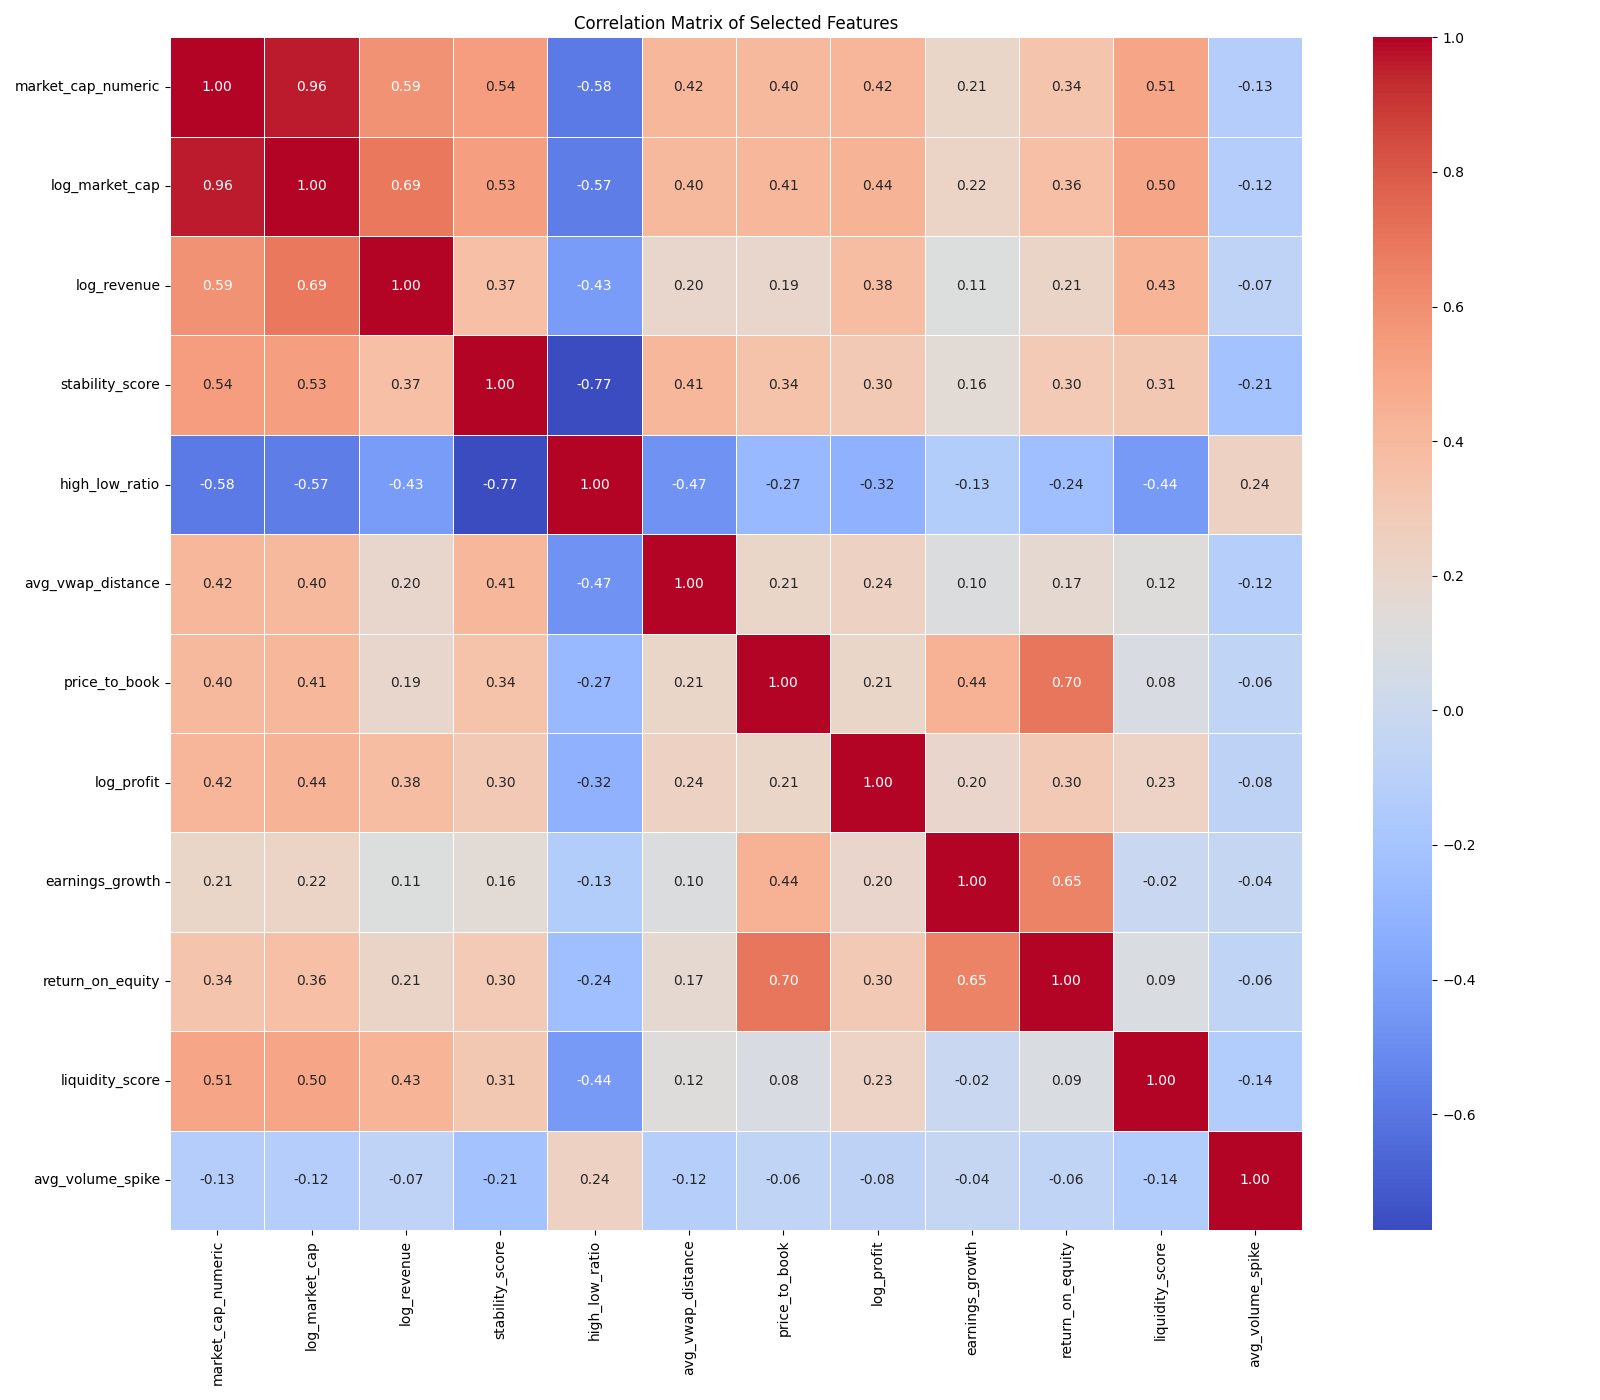 Correlation Matrix of Selected Features
market_cap_numeric 1.00 0.96 0.59 0.54 -0.58 0.42 0.40 0.42 0.21 0.34 0.51 -0.13
log_market_cap 0.96 1.00 0.69 0.53 -0.57 0.40 0.41 0.44 0.22 0.36 0.50 -0.12
log_revenue 0.59 0.69 1.00 0.37 -0.43 0.20 0.19 0.38 0.11 0.21 0.43 -0.07
stability_score 0.54 0.53 0.37 1.00 -0.77 0.41 0.34 0.30 0.16 0.30 0.31 -0.21
high_low_ratio -0.58 -0.57 -0.43 -0.77 1.00 -0.47 -0.27 -0.32 -0.13 -0.24 -0.44 0.24
avg_vwap_distance 0.42 0.40 0.20 0.41 -0.47 1.00 0.21 0.24 0.10 0.17 0.12 -0.12
price_to_book 0.40 0.41 0.19 0.34 -0.27 0.21 1.00 0.21 0.44 0.70 0.08 -0.06
log_profit 0.42 0.44 0.38 0.30 -0.32 0.24 0.21 1.00 0.20 0.30 0.23 -0.08
earnings_growth 0.21 0.22 0.11 0.16 -0.13 0.10 0.44 0.20 1.00 0.65 -0.02 -0.04
return_on_equity 0.34 0.36 0.21 0.30 -0.24 0.17 0.70 0.30 0.65 1.00 0.09 -0.06
liquidity_score 0.51 0.50 0.43 0.31 -0.44 0.12 0.08 0.23 -0.02 0.09 1.00 -0.14
avg_volume_spike -0.13 -0.12 -0.07 -0.21 0.24 -0.12 -0.06 -0.08 -0.04 -0.06 -0.14 1.00
market_cap_numeric
log_market_cap
log_revenue
stability_score
high_low_ratio
avg_vwap_distance
price_to_book
log_profit
earnings_growth
return_on_equity
liquidity_score
avg_volume_spike
1.0
0.8
0.6
0.4
0.2
0.0
−0.2
−0.4
−0.6